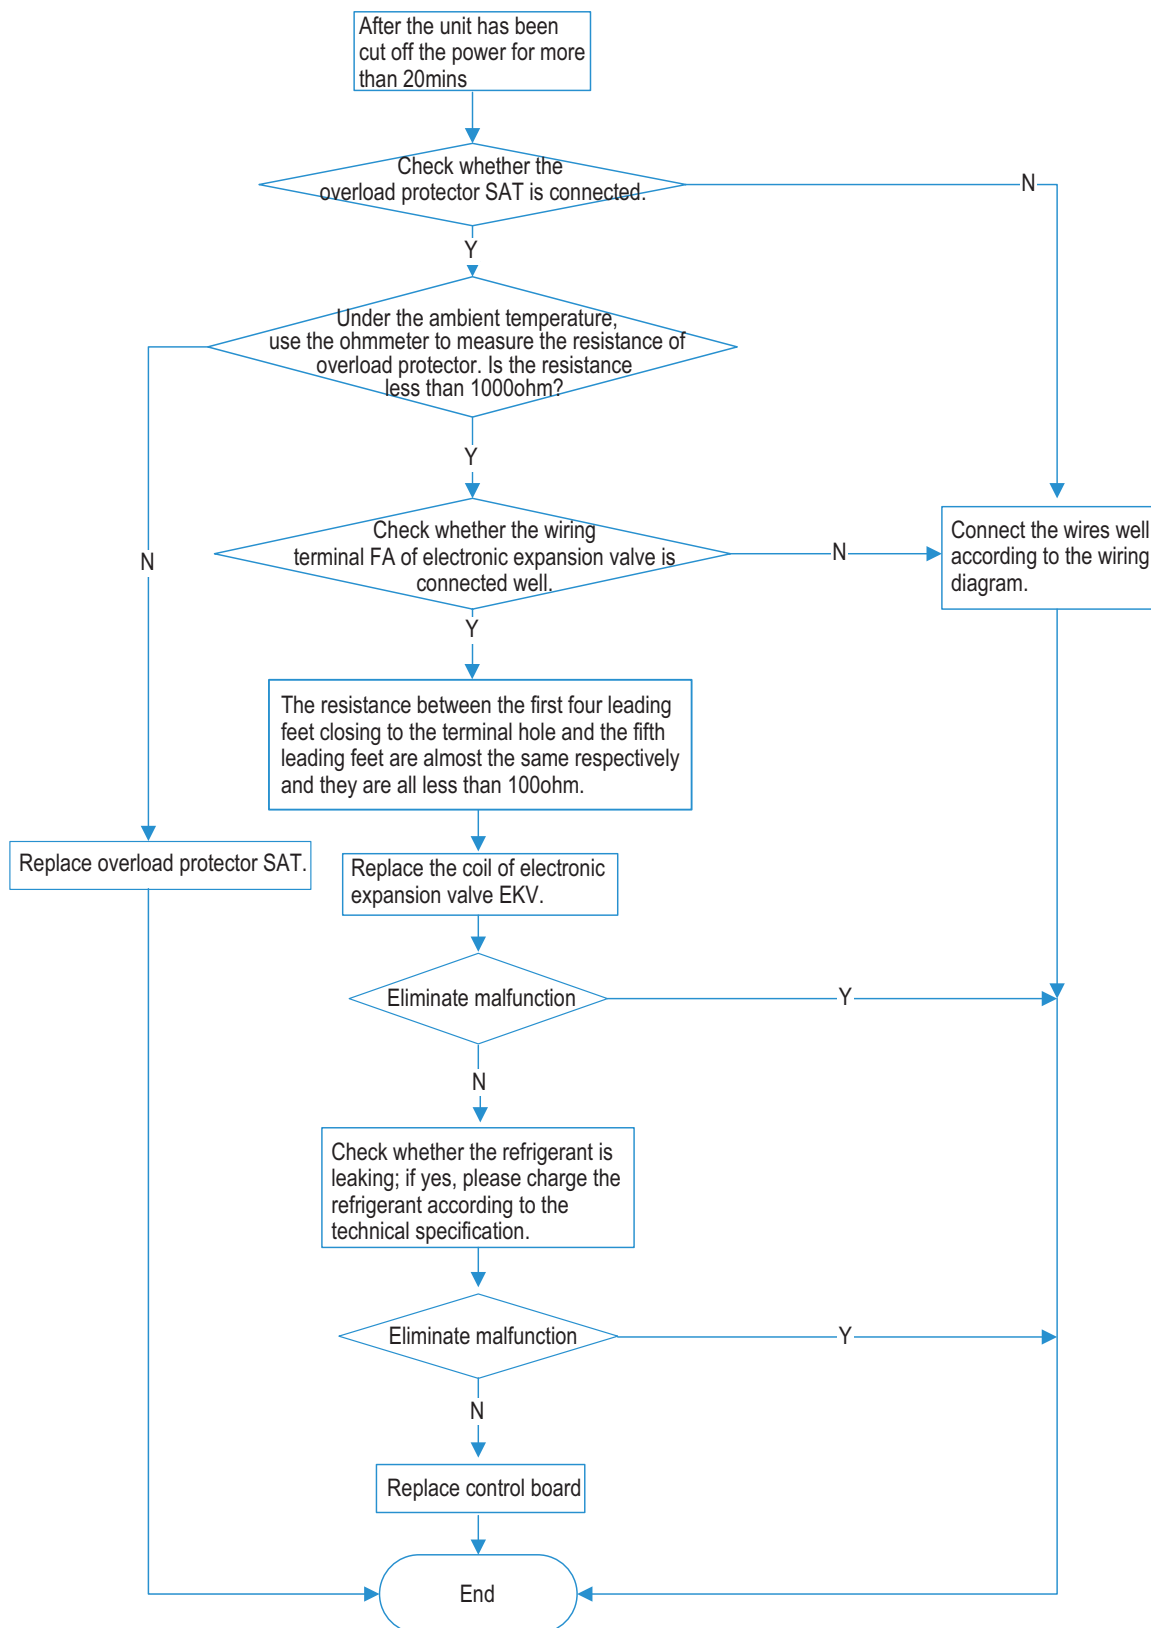 After the unit has been
cut off the power for more
than 20mins
Check whether the
overload protector SAT is connected.
N
Y
Under the ambient temperature,
use the ohmmeter to measure the resistance of
overload protector. Is the resistance
less than 1000ohm?
Y
N
Check whether the wiring
terminal FA of electronic expansion valve is
connected well.
N
Connect the wires well
according to the wiring
diagram.
Y
The resistance between the first four leading
feet closing to the terminal hole and the fifth
leading feet are almost the same respectively
and they are all less than 100ohm.
Replace overload protector SAT.
Replace the coil of electronic
expansion valve EKV.
Eliminate malfunction
Y
N
Check whether the refrigerant is
leaking; if yes, please charge the
refrigerant according to the
technical specification.
Eliminate malfunction
Y
N
Replace control board
End